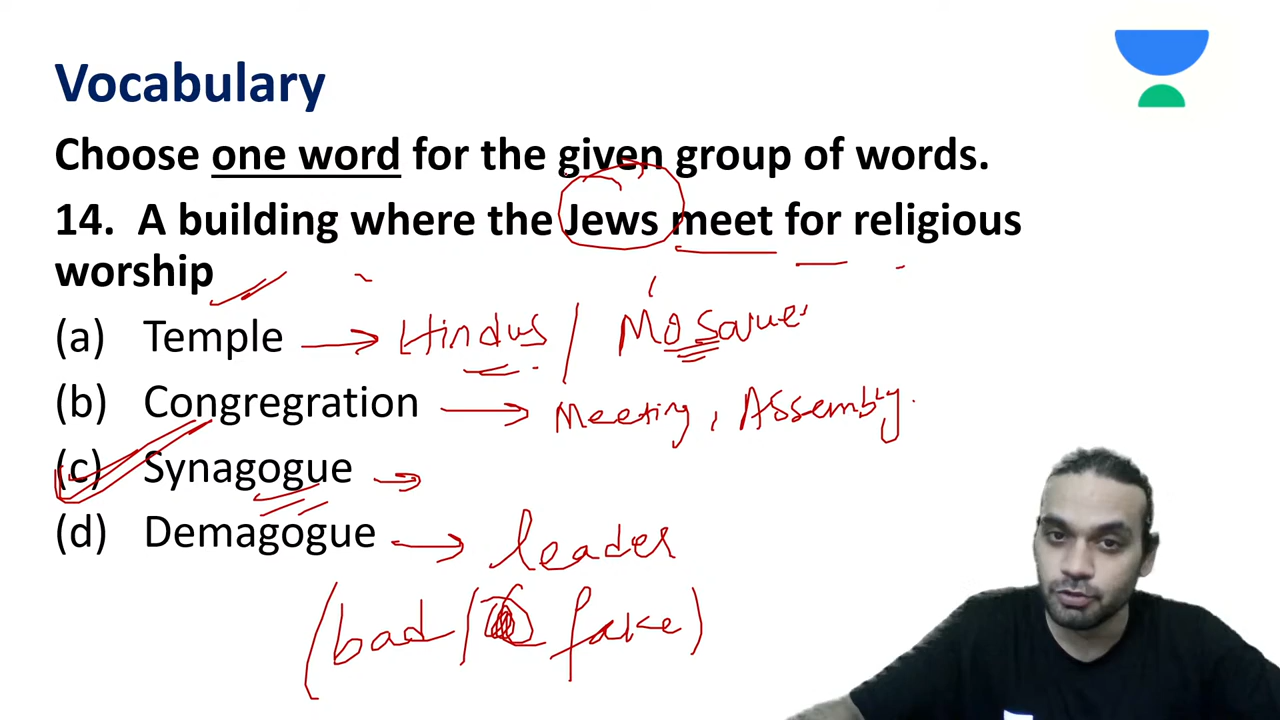 Vocabulary
Choose one word for the given group of words.
14. A building where the Jews meet for religious
worship
(a) Temple → Hindus / Mosque
(b) Congregration → Meeting, Assembly.
(c) Synagogue →
(d) Demagogue → leader
(bad / fake)